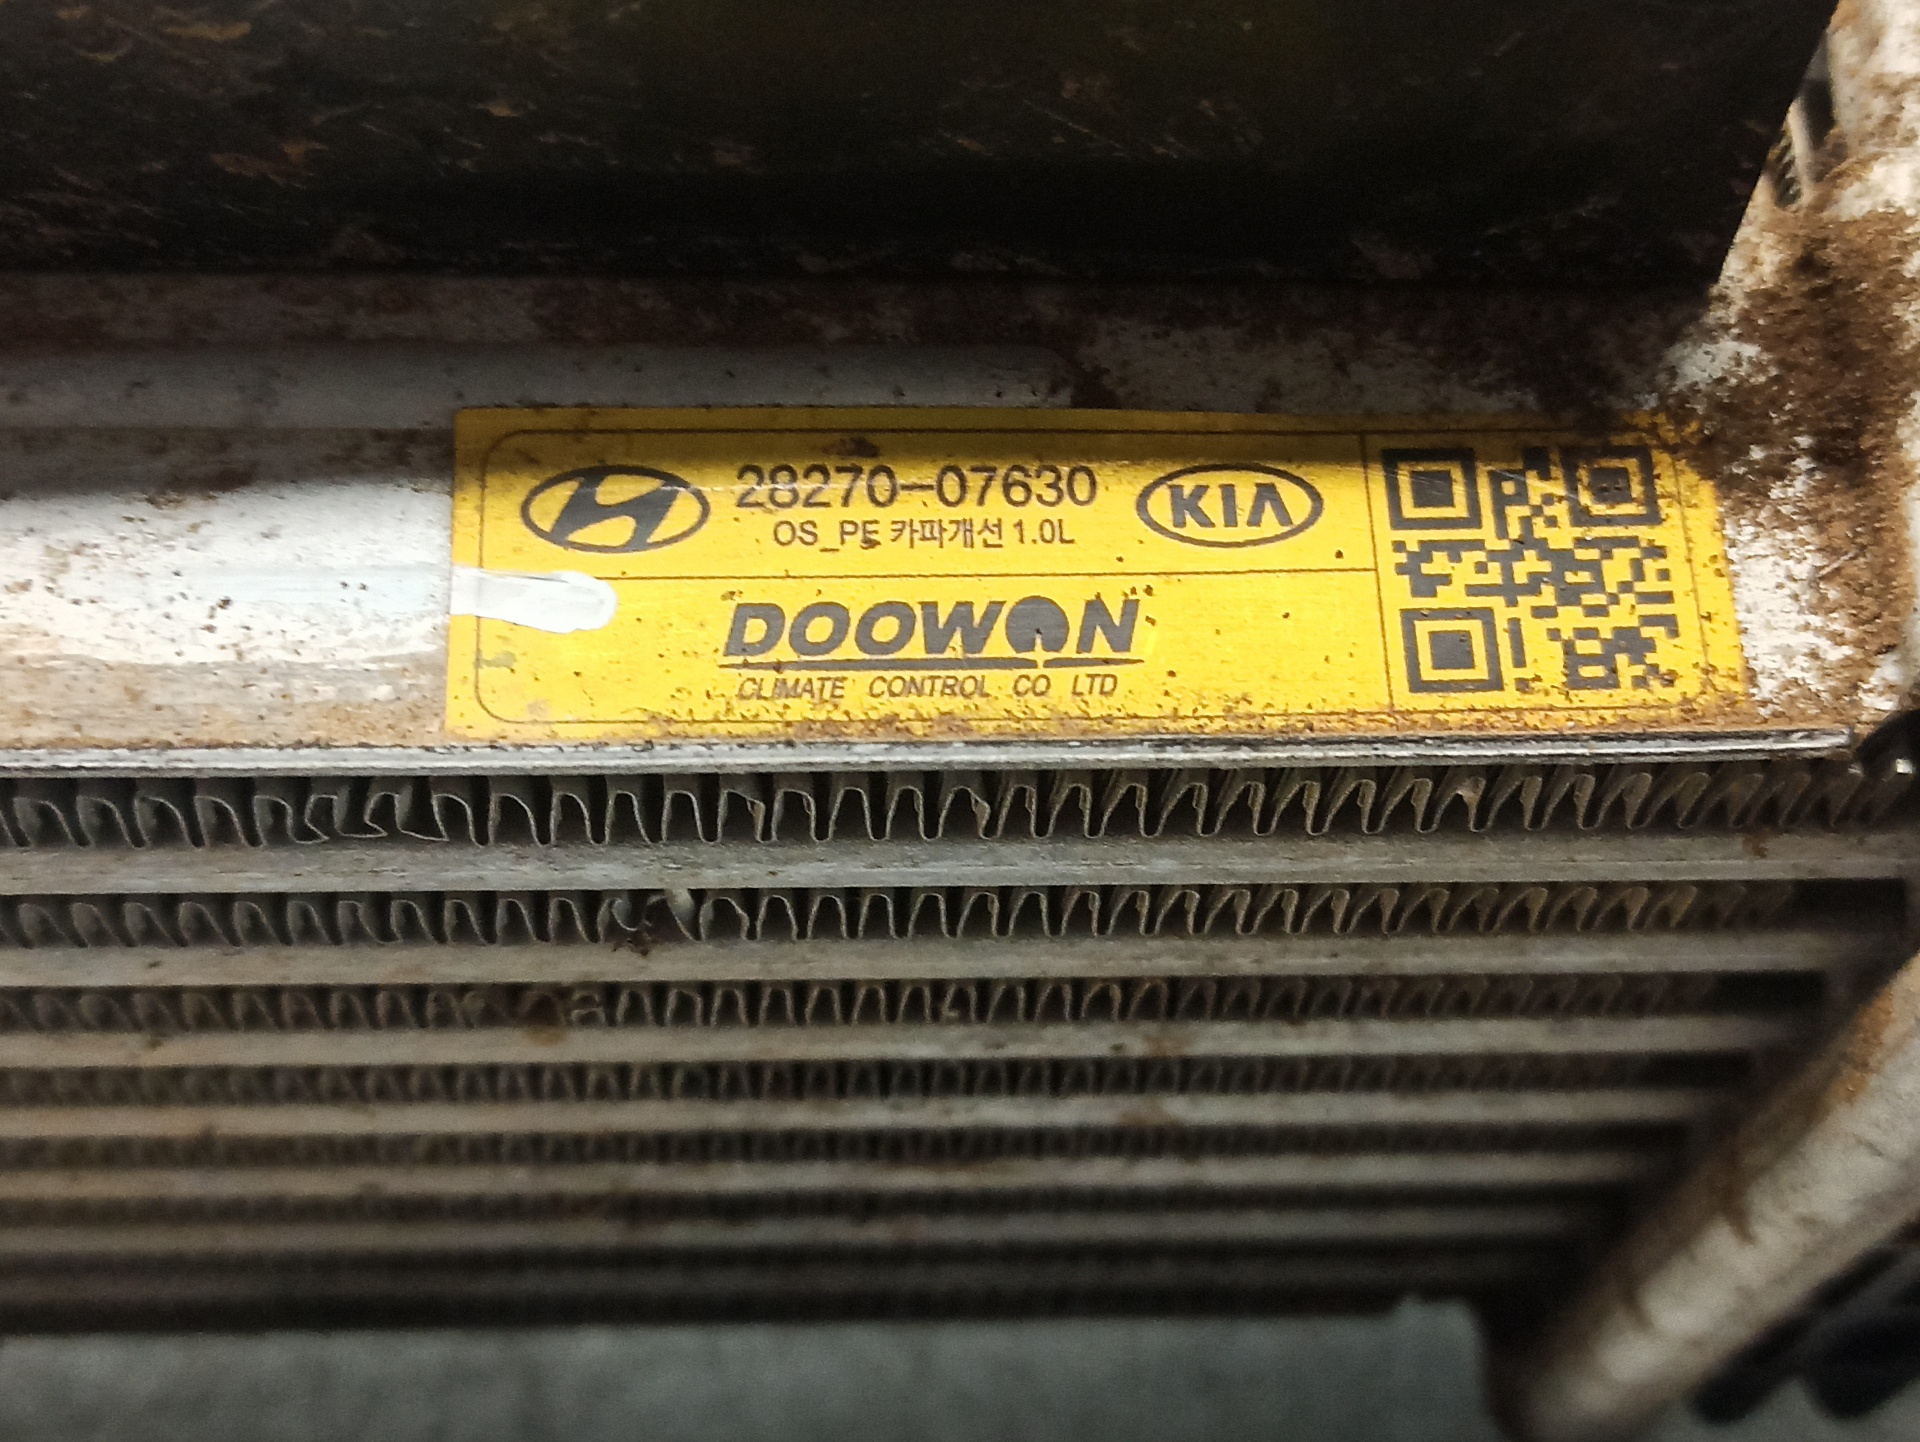 28270-07630
KIA
OS_PE 카파개선 1.0L
DOOWON
CLIMATE CONTROL CO LTD